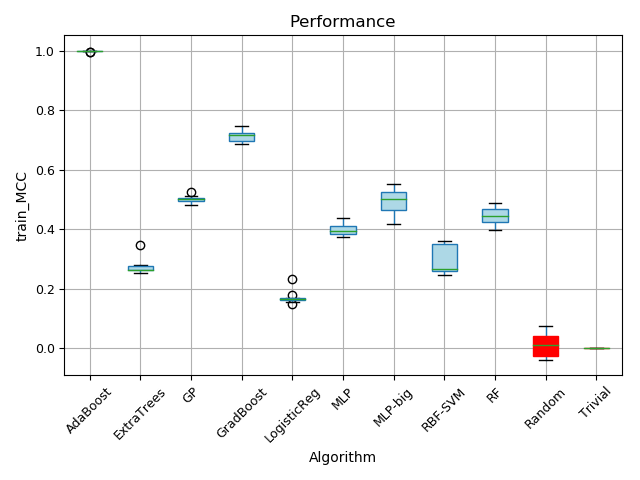 Performance
train_MCC
1.0
0.8
0.6
0.4
0.2
0.0
AdaBoost
ExtraTrees
GP
GradBoost
LogisticReg
MLP
MLP-big
RBF-SVM
RF
Random
Trivial
Algorithm